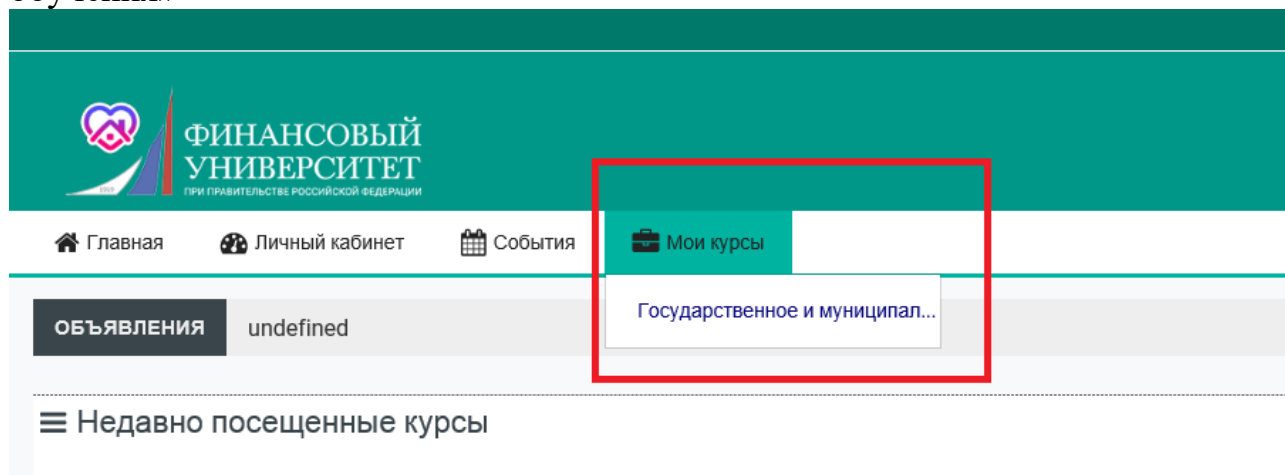 ФИНАНСОВЫЙ
УНИВЕРСИТЕТ
ПРИ ПРАВИТЕЛЬСТВЕ РОССИЙСКОЙ ФЕДЕРАЦИИ
Главная Личный кабинет События Мои курсы
Государственное и муниципал...
ОБЪЯВЛЕНИЯ undefined
Недавно посещенные курсы